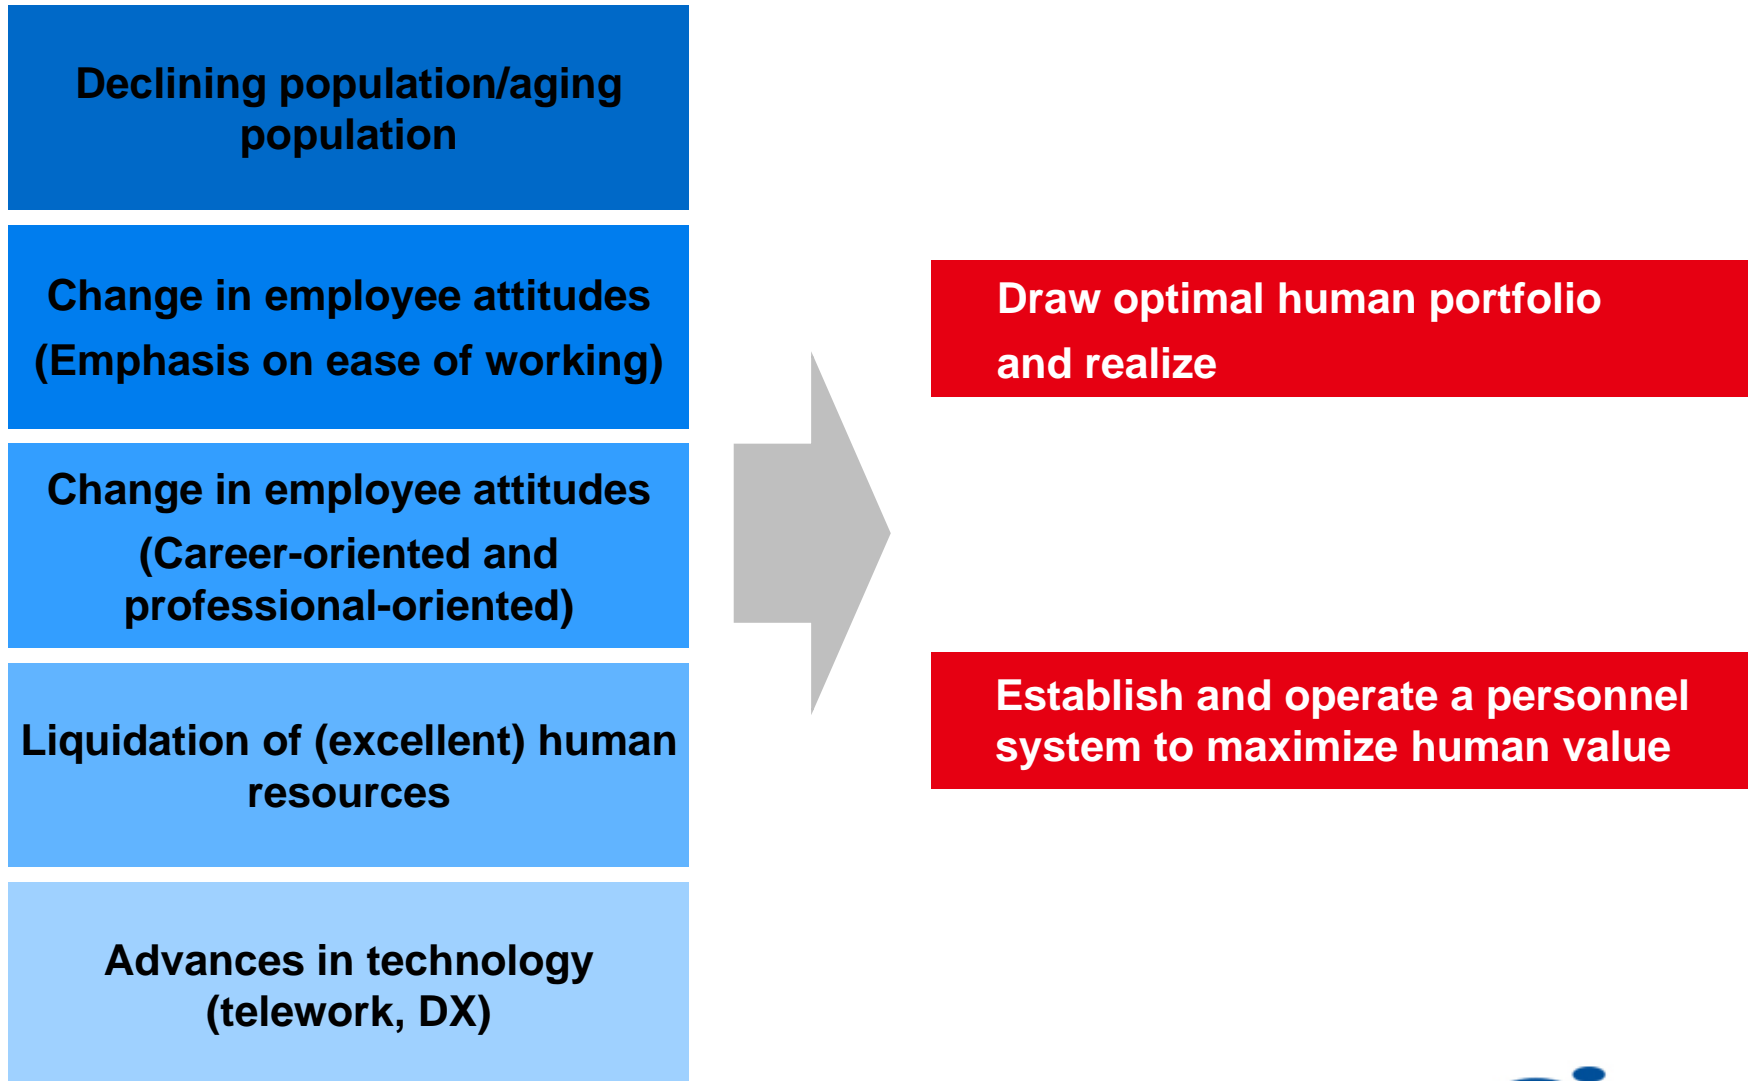 Declining population/aging
population
Change in employee attitudes
(Emphasis on ease of working)
Change in employee attitudes
(Career-oriented and
professional-oriented)
Liquidation of (excellent) human
resources
Advances in technology
(telework, DX)
Draw optimal human portfolio
and realize
Establish and operate a personnel
system to maximize human value